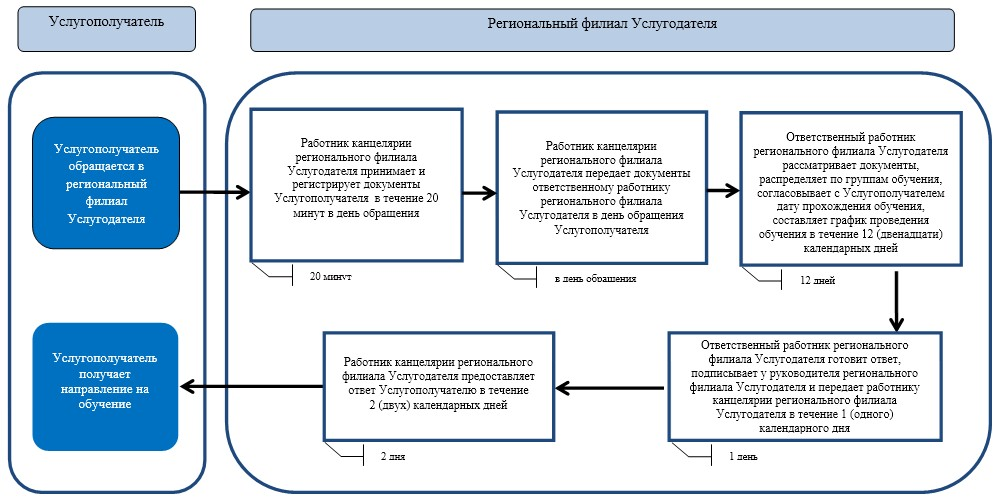 Услугополучатель
Региональный филиал Услугодателя
Услугополучатель
обращается в
региональный
филиал
Услугодателя
Работник канцелярии
регионального филиала
Услугодателя принимает и
регистрирует документы
Услугополучателя в течение 20
минут в день обращения
20 минут
Работник канцелярии
регионального филиала
Услугодателя передает документы
ответственному работнику
регионального филиала
Услугодателя в день обращения
Услугополучателя
в день обращения
Ответственный работник
регионального филиала Услугодателя
рассматривает документы,
распределет по группам обучения,
согласовывает с Услугополучателем
дату прохождения обучения,
составляет график проведения
обучения в течение 12 (двенадцати)
календарных дней
12 дней
Ответственный работник регионального
филиала Услугодателя готовит ответ,
подписывает у руководителя регионального
филиала Услугодателя и передает работнику
канцелярии регионального филиала
Услугодателя в течение 1 (одного)
календарного дня
1 день
Работник канцелярии регионального
филиала Услугодателя предоставляет
ответ Услугополучателю в течение
2 (двух) календарных дней
2 дня
Услугополучатель
получает
направление на
обучение